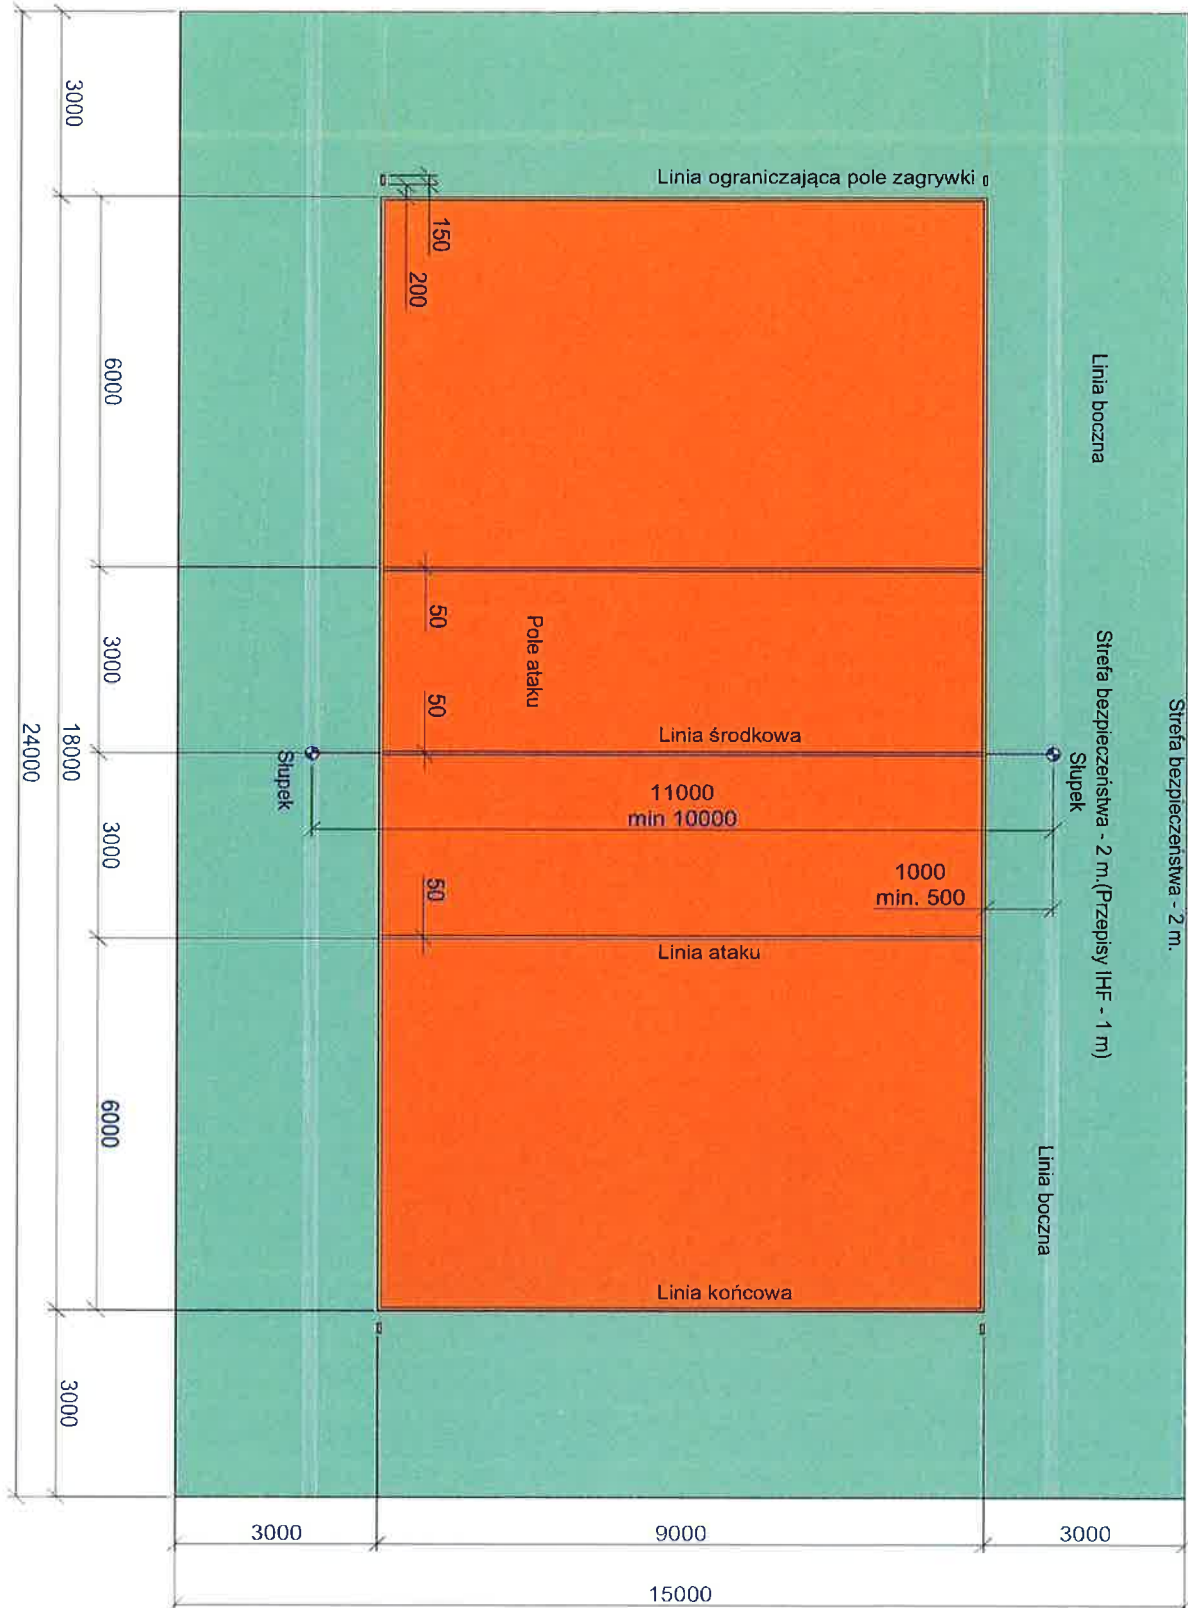 3000
Linia ograniczająca pole zagrywki
150
200
6000
Linia boczna
50
Pole ataku
3000
50
Linia środkowa
Strefa bezpieczeństwa - 2 m.(Przepisy IHF - 1 m)
Strefa bezpieczeństwa - 2 m.
18000
24000
Słupek
Słupek
11000
min 10000
3000
1000
min. 500
50
Linia ataku
6000
Linia boczna
Linia końcowa
3000
3000
9000
3000
15000